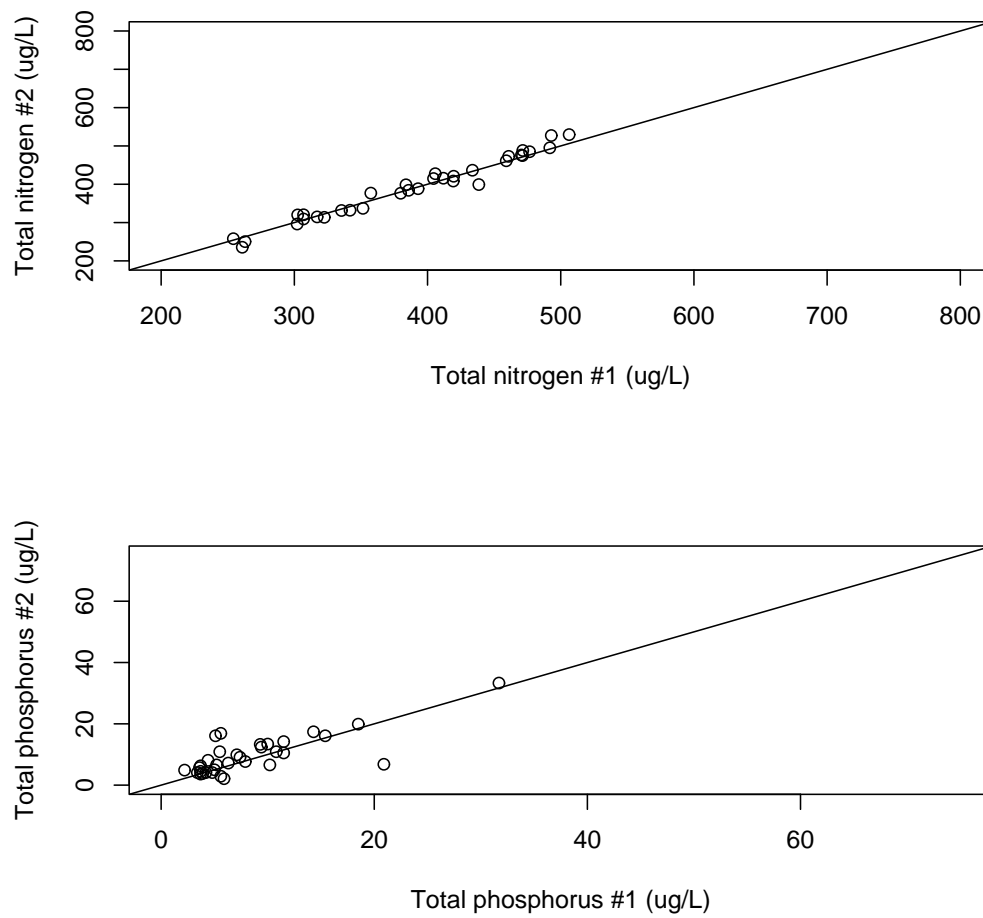 800
600
400
200
Total nitrogen #2 (ug/L)
200 300 400 500 600 700 800
Total nitrogen #1 (ug/L)
60
40
20
0
Total phosphorus #2 (ug/L)
0 20 40 60
Total phosphorus #1 (ug/L)